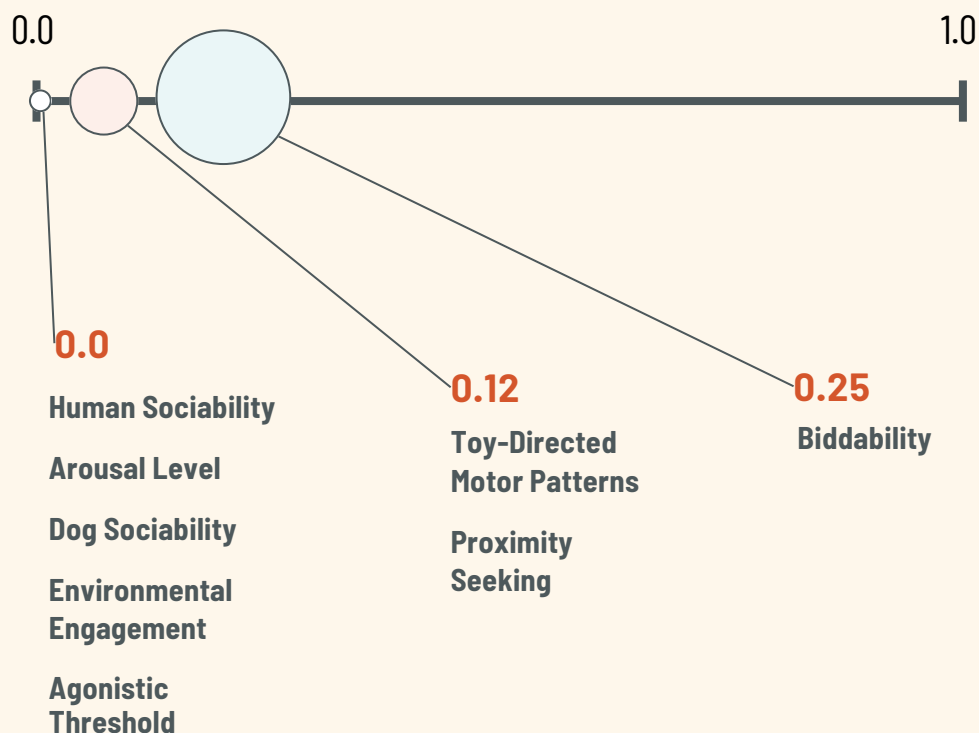 0.0
1.0
0.0
Human Sociability
Arousal Level
Dog Sociability
Environmental
Engagement
Agonistic
Threshold
0.12
Toy-Directed
Motor Patterns
Proximity
Seeking
0.25
Biddability